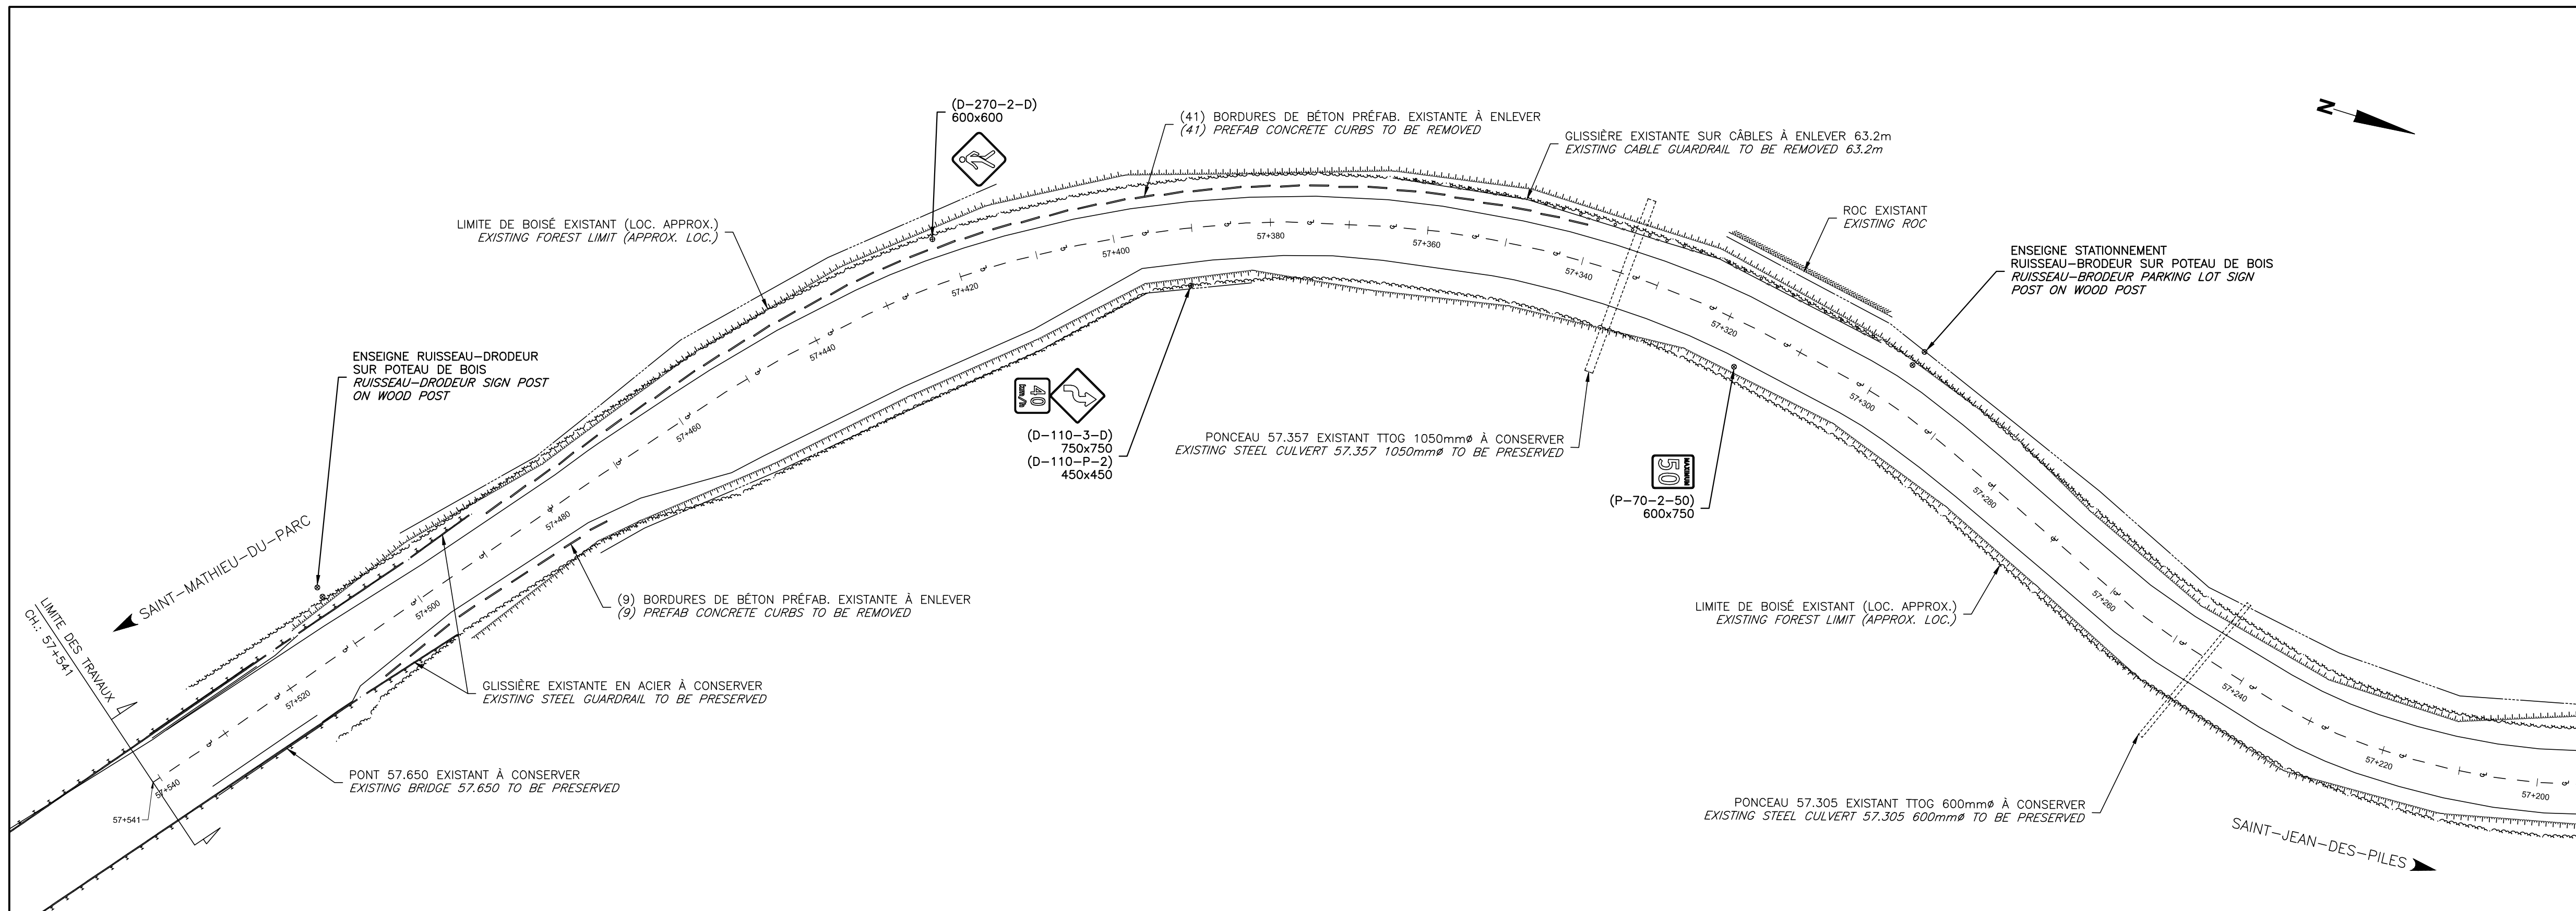 (D-270-2-D)
600x600
(41) BORDURES DE BÉTON PRÉFAB. EXISTANTE À ENLEVER
(41) PREFAB CONCRETE CURBS TO BE REMOVED
GLISSIÈRE EXISTANTE SUR CÂBLES À ENLEVER 63.2m
EXISTING CABLE GUARDRAIL TO BE REMOVED 63.2m
N
LIMITE DE BOISÉ EXISTANT (LOC. APPROX.)
EXISTING FOREST LIMIT (APPROX. LOC.)
ROC EXISTANT
EXISTING ROC
ENSEIGNE STATIONNEMENT
RUISSEAU-BRODEUR SUR POTEAU DE BOIS
RUISSEAU-BRODEUR PARKING LOT SIGN
POST ON WOOD POST
ENSEIGNE RUISSEAU-DRODEUR
SUR POTEAU DE BOIS
RUISSEAU-DRODEUR SIGN POST
ON WOOD POST
40
km/h
(D-110-3-D)
750x750
(D-110-P-2)
450x450
PONCEAU 57.357 EXISTANT TTOG 1050mmø À CONSERVER
EXISTING STEEL CULVERT 57.357 1050mmø TO BE PRESERVED
MAXIMUM
50
(P-70-2-50)
600x750
SAINT-MATHIEU-DU-PARC
LIMITE DES TRAVAUX
CH.: 57+541
(9) BORDURES DE BÉTON PRÉFAB. EXISTANTE À ENLEVER
(9) PREFAB CONCRETE CURBS TO BE REMOVED
LIMITE DE BOISÉ EXISTANT (LOC. APPROX.)
EXISTING FOREST LIMIT (APPROX. LOC.)
GLISSIÈRE EXISTANTE EN ACIER À CONSERVER
EXISTING STEEL GUARDRAIL TO BE PRESERVED
PONT 57.650 EXISTANT À CONSERVER
EXISTING BRIDGE 57.650 TO BE PRESERVED
PONCEAU 57.305 EXISTANT TTOG 600mmø À CONSERVER
EXISTING STEEL CULVERT 57.305 600mmø TO BE PRESERVED
SAINT-JEAN-DES-PILES
57+541
57+540
57+520
57+500
57+480
57+460
57+440
57+420
57+400
57+380
57+360
57+340
57+320
57+300
57+280
57+260
57+240
57+220
57+200